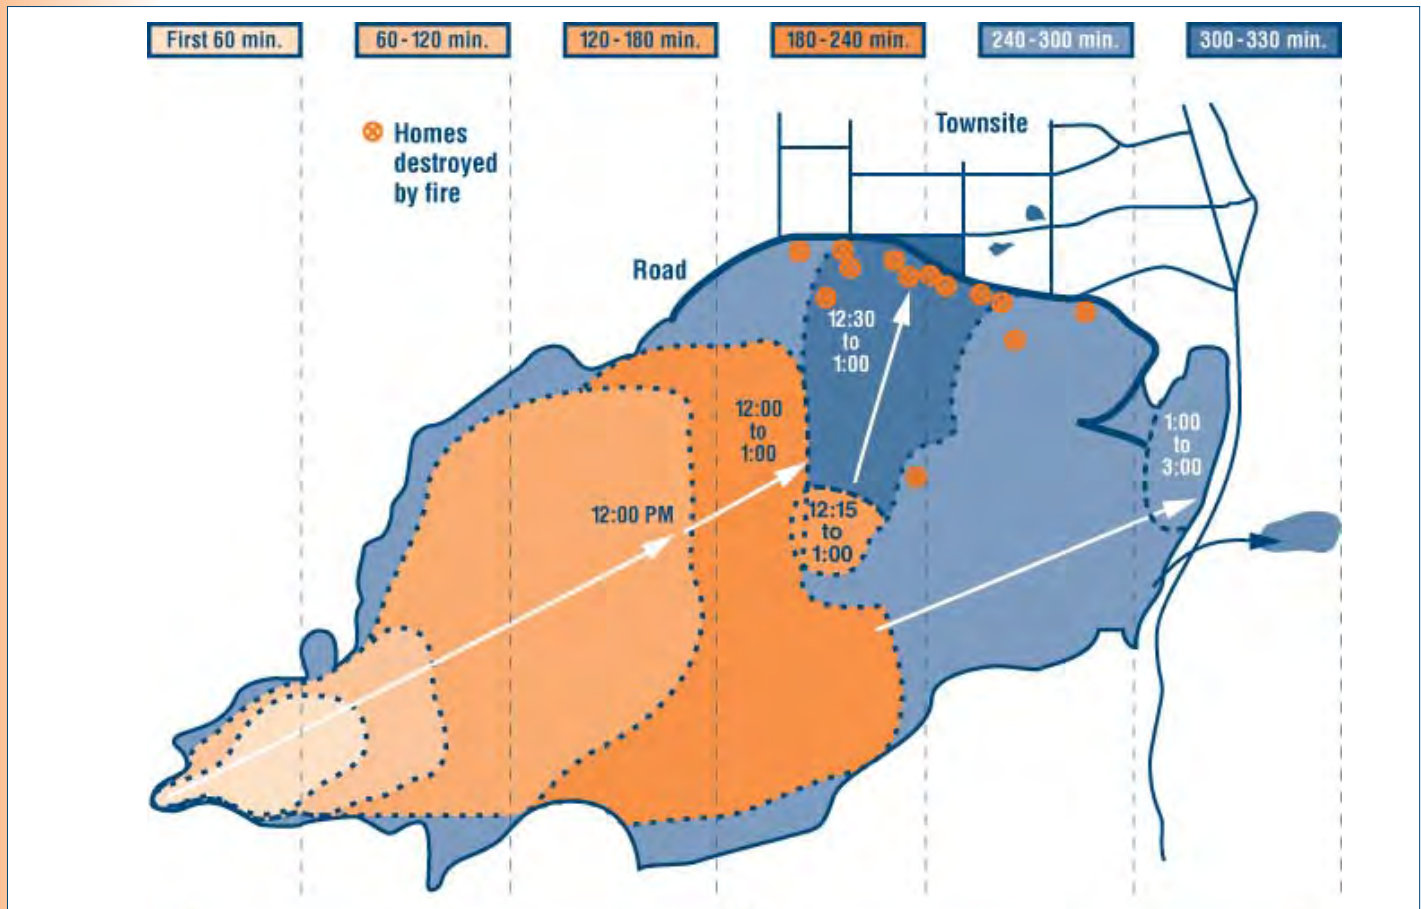 First 60 min.
60-120 min.
120-180 min.
180-240 min.
240-300 min.
300-330 min.
Homes
destroyed
by fire
Townsite
Road
12:30
to
1:00
12:00
to
1:00
1:00
to
3:00
12:00 PM
12:15
to
1:00